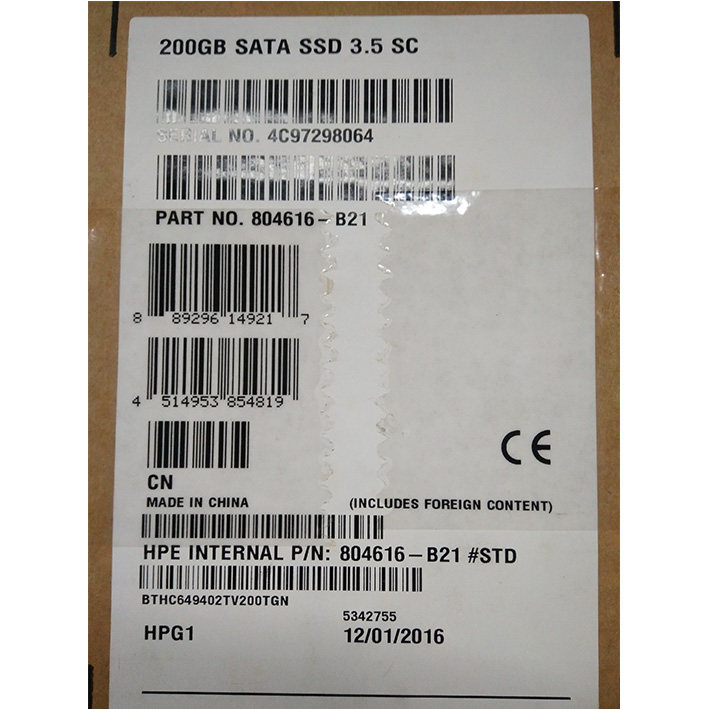 200GB SATA SSD 3.5 SC
SERIAL NO. 4C97298064
PART NO. 804616-B21
8 89296 14921 7
4 514953 854819
CE
CN
MADE IN CHINA (INCLUDES FOREIGN CONTENT)
HPE INTERNAL P/N: 804616-B21 #STD
BTHC649402TV200TGN
5342755
HPG1 12/01/2016